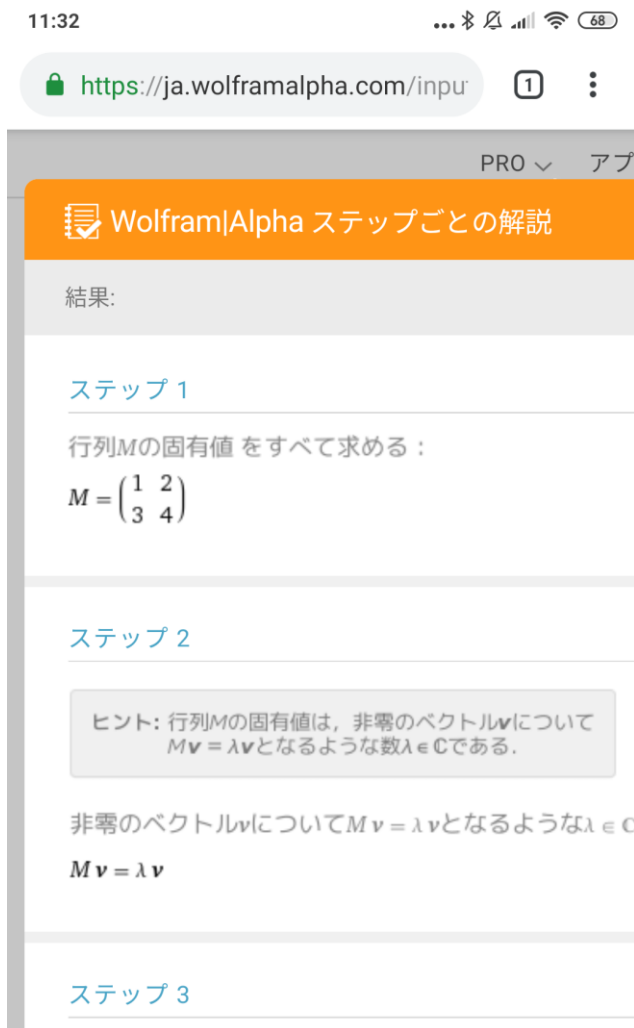 11:32
68
https://ja.wolframalpha.com/inpu
1
PRO アプ
Wolfram|Alpha ステップごとの解説
結果:
ステップ 1
行列Mの固有値 をすべて求める：
M = (1 2
3 4)
ステップ 2
ヒント: 行列Mの固有値は，非零のベクトルvについて
Mv = λvとなるような数λ∈ℂである．
非零のベクトルvについてM v = λ vとなるようなλ ∈ ℂ
M v = λ v
ステップ 3